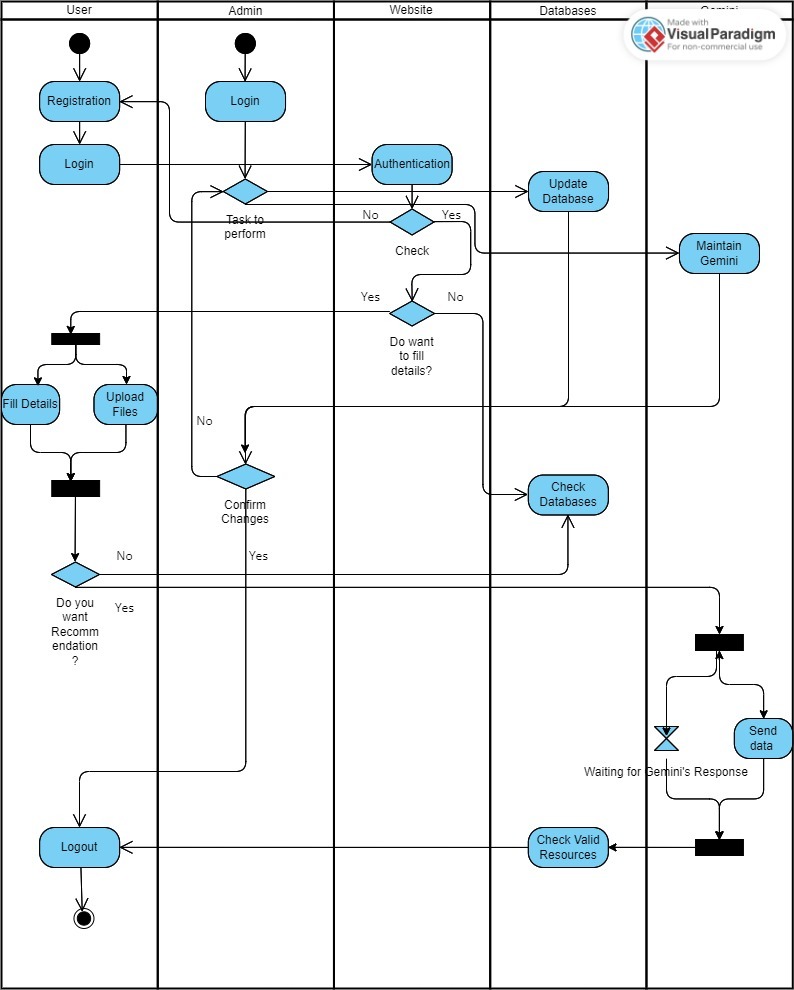 User
Admin
Website
Databases
Gemini
Made with
Visual Paradigm
For non-commercial use
Registration
Login
Login
Authentication
Update
Database
Task to
perform
No
Yes
Check
Maintain
Gemini
Yes
No
Do want
to fill
details?
Fill Details
Upload
Files
No
Confirm
Changes
Check
Databases
No
Yes
Do you
want
Recomm
endation
?
Yes
Send
data
Waiting for Gemini's Response
Logout
Check Valid
Resources